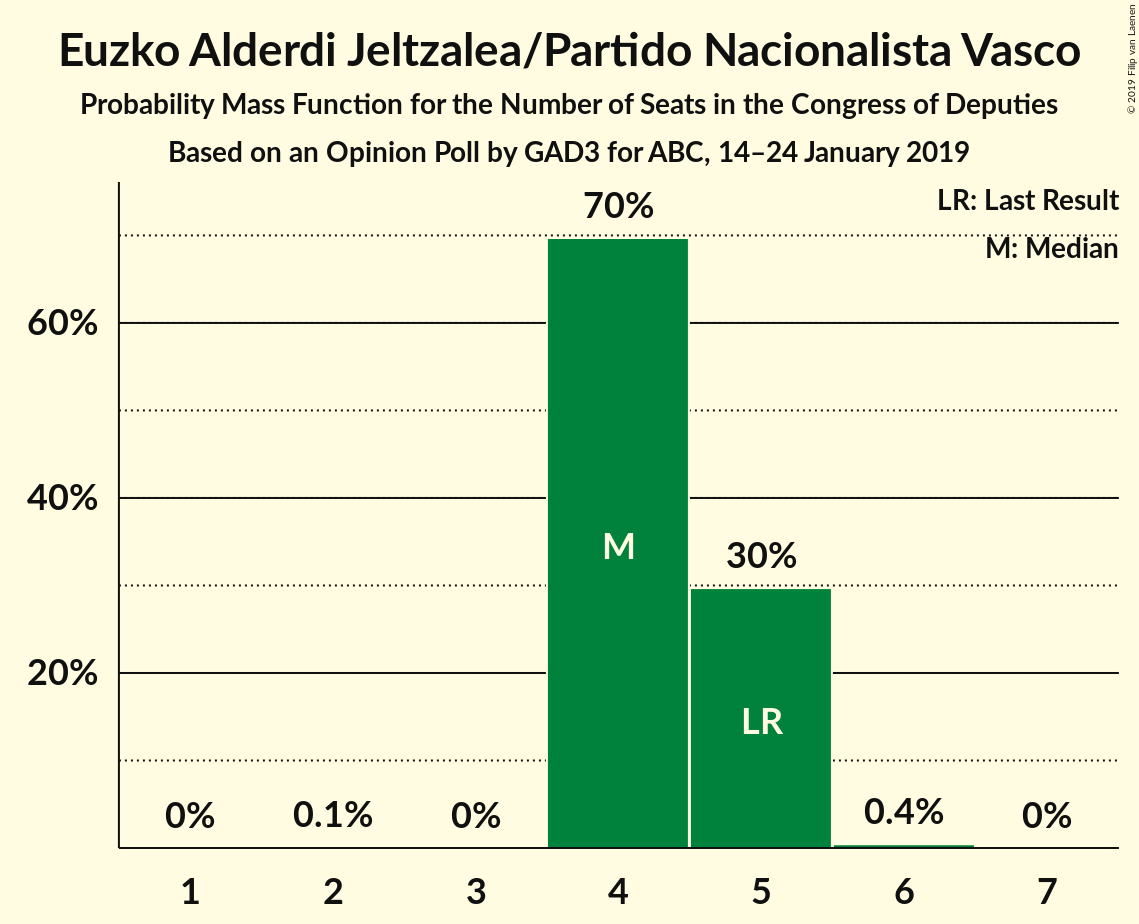 Euzko Alderdi Jeltzalea/Partido Nacionalista Vasco
Probability Mass Function for the Number of Seats in the Congress of Deputies
Based on an Opinion Poll by GAD3 for ABC, 14–24 January 2019
© 2019 Filip van Laenen
LR: Last Result
M: Median
70%
60%
40%
M
30%
20%
LR
0%
0.1%
0%
0.4%
0%
1 2 3 4 5 6 7